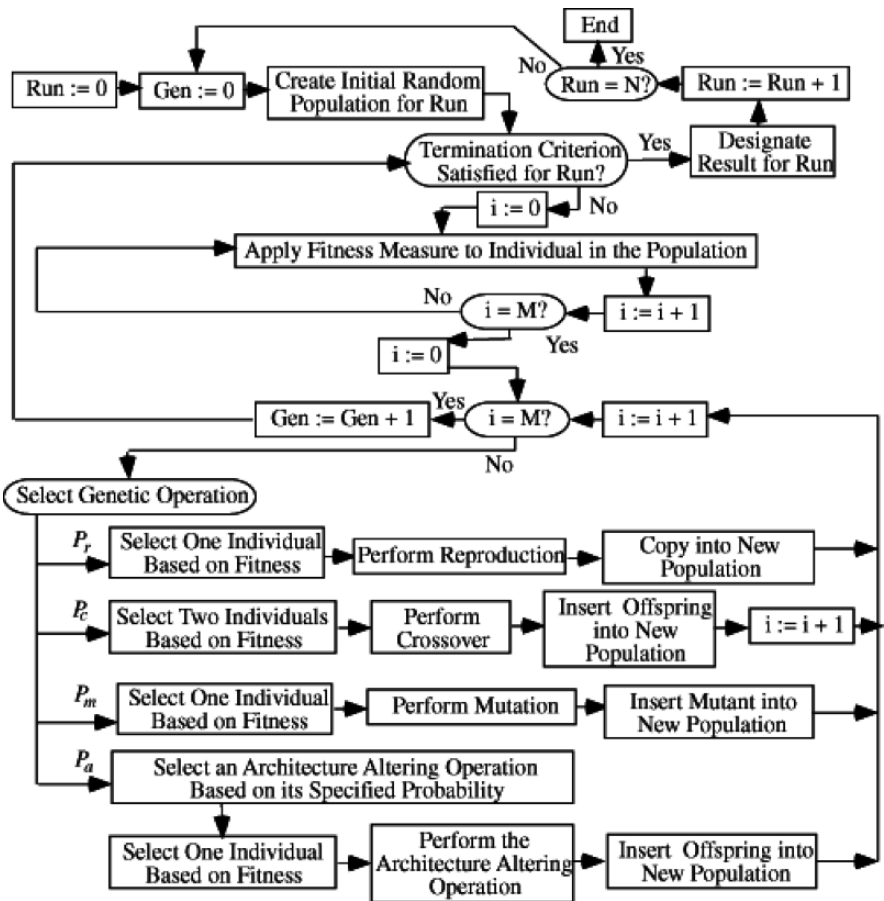 End
No
Yes
Run := 0
Gen := 0
Create Initial Random
Population for Run
Run = N?
Run := Run + 1
Termination Criterion
Satisfied for Run?
Yes
Designate
Result for Run
i := 0
No
Apply Fitness Measure to Individual in the Population
No
i = M?
i := i + 1
Yes
i := 0
Gen := Gen + 1
Yes
i = M?
i := i + 1
No
Select Genetic Operation
Pr
Select One Individual
Based on Fitness
Perform Reproduction
Copy into New
Population
Pc
Select Two Individuals
Based on Fitness
Perform
Crossover
Insert Offspring
into New
Population
i := i + 1
Pm
Select One Individual
Based on Fitness
Perform Mutation
Insert Mutant into
New Population
Pa
Select an Architecture Altering Operation
Based on its Specified Probability
Select One Individual
Based on Fitness
Perform the
Architecture Altering
Operation
Insert Offspring into
New Population